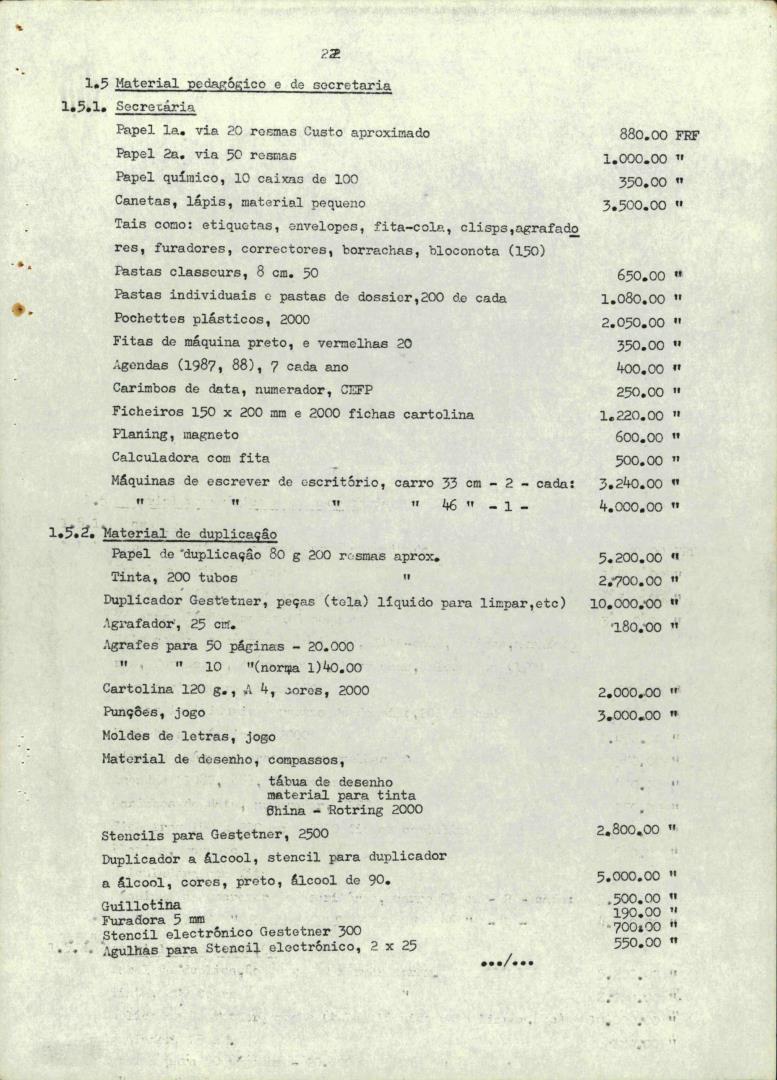 22
1.5 Material pedagógico e de secretaria
1.5.1. Secretária
Papel 1a. via 20 resmas Custo aproximado 880.00 FRF
Papel 2a. via 50 resmas 1.000.00 "
Papel químico, 10 caixas de 100 350.00 "
Canetas, lápis, material pequeno 3.500.00 "
Tais como: etiquetas, envelopes, fita-cola, clisps,agrafado
res, furadores, correctores, borrachas, bloconota (150)
Pastas classeurs, 8 cm. 50 650.00 "
Pastas individuais e pastas de dossier,200 de cada 1.080.00 "
Pochettes plásticos, 2000 2.050.00 "
Fitas de máquina preto, e vermelhas 20 350.00 "
Agendas (1987, 88), 7 cada ano 400.00 "
Carimbos de data, numerador, CEFP 250.00 "
Ficheiros 150 x 200 mm e 2000 fichas cartolina 1.220.00 "
Planing, magneto 600.00 "
Calculadora com fita 500.00 "
Máquinas de escrever de escritório, carro 33 cm - 2 - cada: 3.240.00 "
" " " " 46 " - 1 - 4.000.00 "
1.5.2. Material de duplicação
Papel de duplicação 80 g 200 resmas aprox. 5.200.00 "
Tinta, 200 tubos " 2.700.00 "
Duplicador Gestetner, peças (tela) líquido para limpar,etc) 10.000.00 "
Agrafador, 25 cm. 180.00 "
Agrafes para 50 páginas - 20.000
" " 10 "(norma 1)40.00
Cartolina 120 g., A 4, cores, 2000 2.000.00 "
Punções, jogo 3.000.00 "
Moldes de letras, jogo
Material de desenho, compassos,
tábua de desenho
material para tinta
China - Rotring 2000
Stencils para Gestetner, 2500 2.800.00 "
Duplicador a álcool, stencil para duplicador
a álcool, cores, preto, álcool de 90. 5.000.00 "
Guillotina 500.00 "
Furadora 5 mm 190.00 "
Stencil electrónico Gestetner 300 700.00 "
Agulhas para Stencil electrónico, 2 x 25 550.00 "
.../...